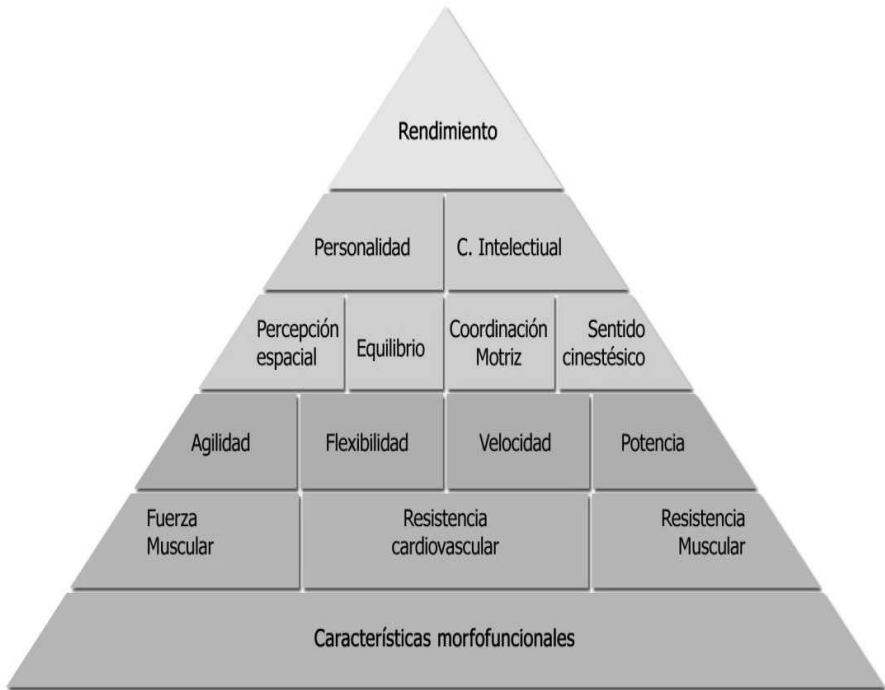 Rendimiento
Personalidad
C. Intelectiual
Percepción
espacial
Equilibrio
Coordinación
Motriz
Sentido
cinestésico
Agilidad
Flexibilidad
Velocidad
Potencia
Fuerza
Muscular
Resistencia
cardiovascular
Resistencia
Muscular
Características morfofuncionales